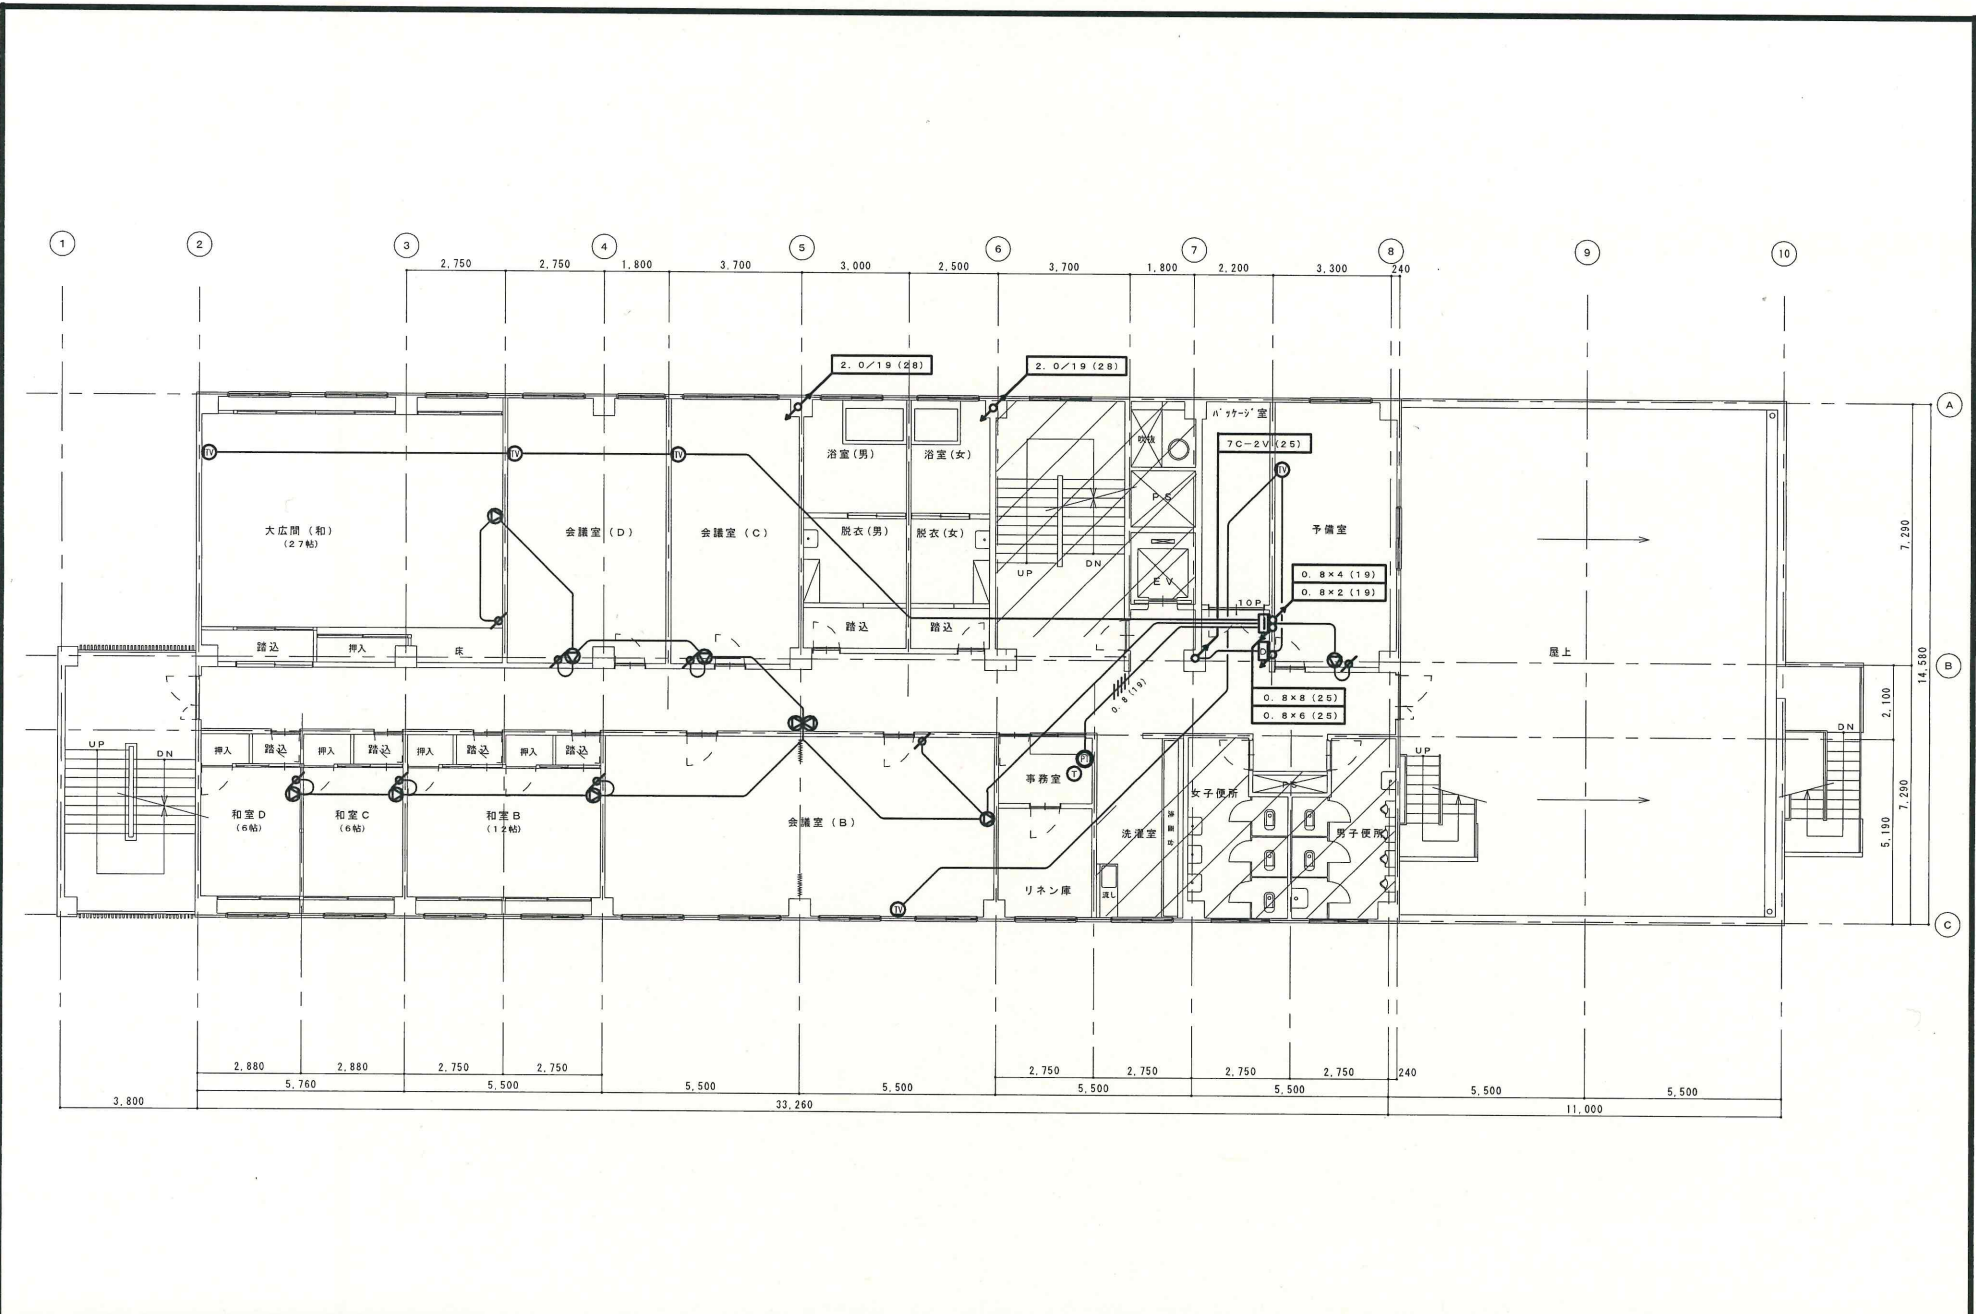 1 2 3 4 5 6 7 8 9 10
2,750 2,750 1,800 3,700 3,000 2,500 3,700 1,800 2,200 3,300 240
2.0/19(28) 2.0/19(28)
A
パッケージ室
吹抜
7C-2V(25)
TV TV TV TV
浴室(男) 浴室(女)
PS
大広間(和)
(27帖)
会議室(D)
会議室(C)
脱衣(男) 脱衣(女)
予備室
7,290
UP DN
EV
0.8×4(19)
0.8×2(19)
10P
踏込 押入 床
踏込 踏込
屋上
B
14,580
0.8(19)
0.8×8(25)
0.8×6(25)
2,100
UP DN
押入 踏込 押入 踏込 押入 踏込 押入 踏込
UP
DN
事務室
PT
T
PS
和室D
(6帖)
和室C
(6帖)
和室B
(12帖)
会議室(B)
洗濯室
洗面台
女子便所
男子便所
7,290
5,190
リネン庫
流し
TV
C
2,880 2,880 2,750 2,750 2,750 2,750 2,750 2,750 240
5,760 5,500 5,500 5,500 5,500 5,500 5,500 5,500
3,800 33,260 11,000